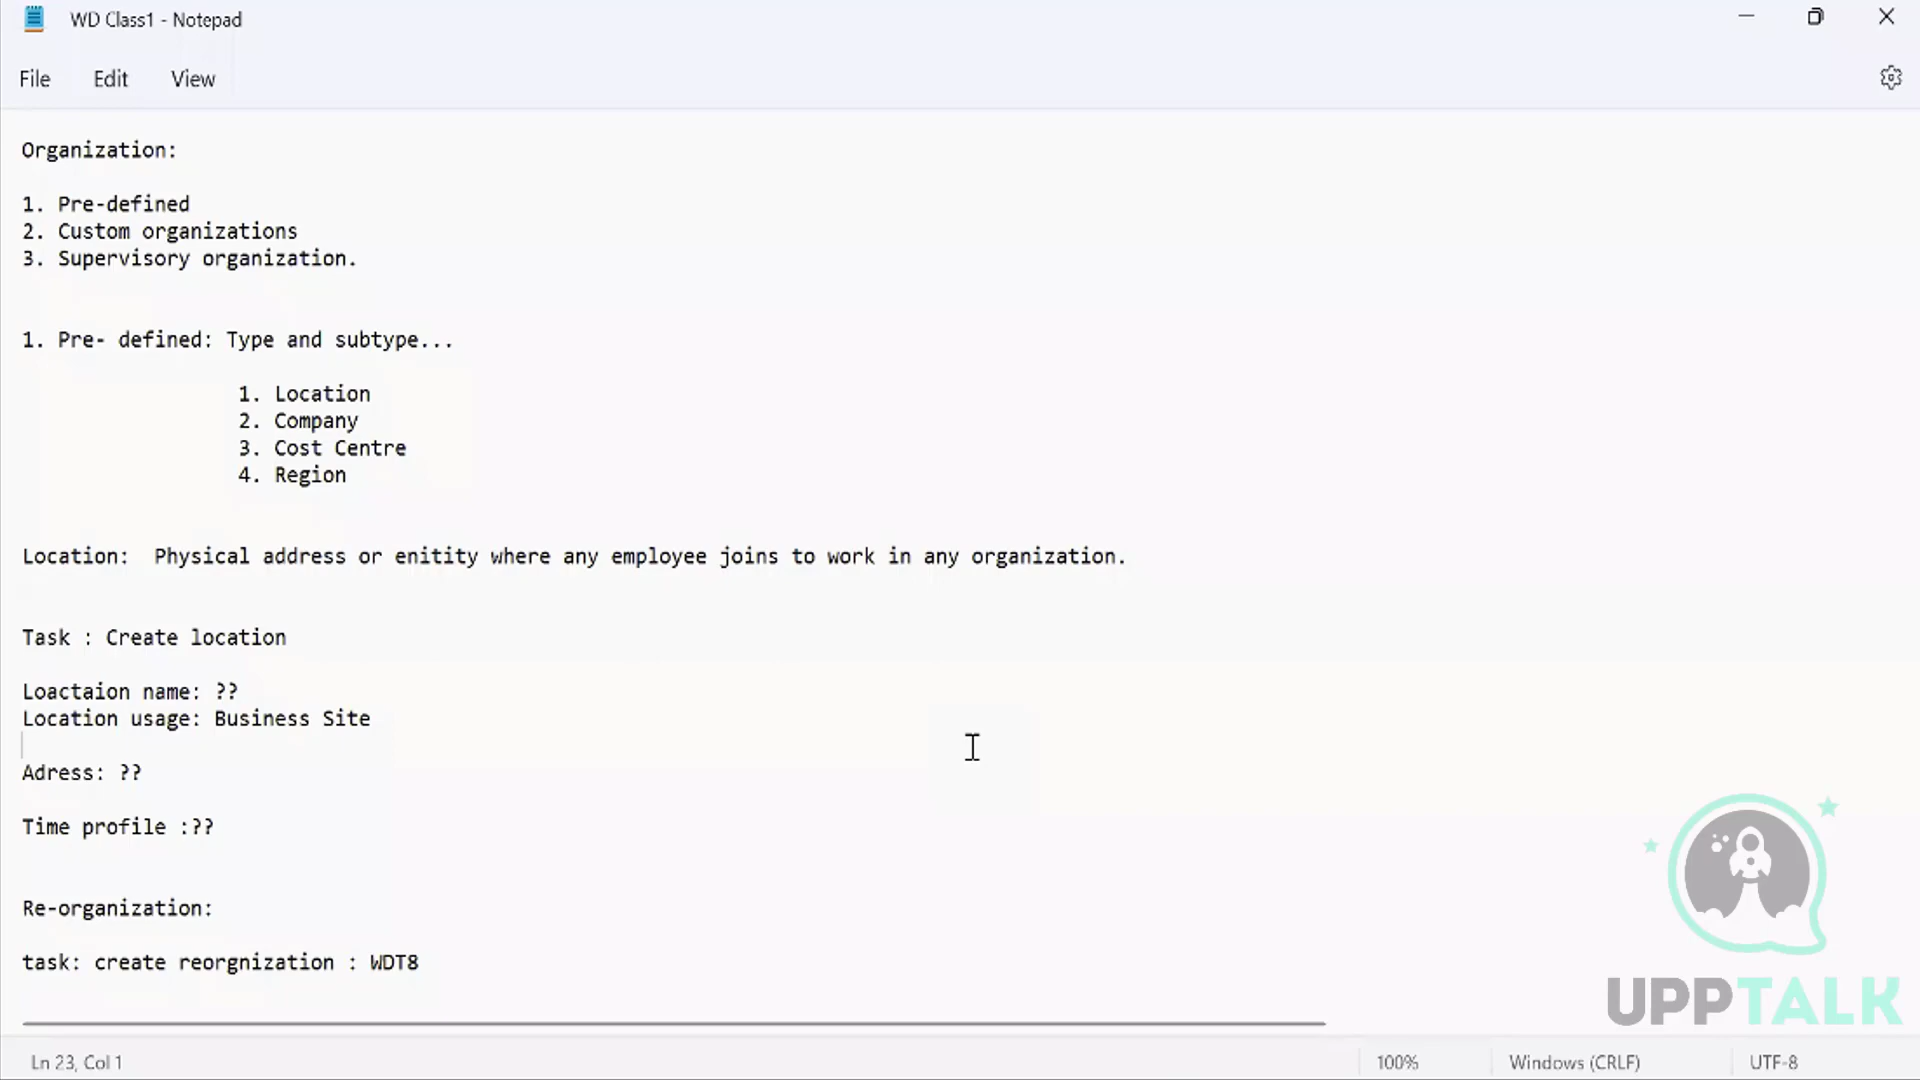 WD Class1 - Notepad
File Edit View
Organization:
1. Pre-defined
2. Custom organizations
3. Supervisory organization.
1. Pre- defined: Type and subtype...
1. Location
2. Company
3. Cost Centre
4. Region
Location:  Physical address or enitity where any employee joins to work in any organization.
Task : Create location
Loactaion name: ??
Location usage: Business Site
Adress: ??
Time profile :??
Re-organization:
task: create reorgnization : WDT8
UPPTALK
Ln 23, Col 1 100% Windows (CRLF) UTF-8